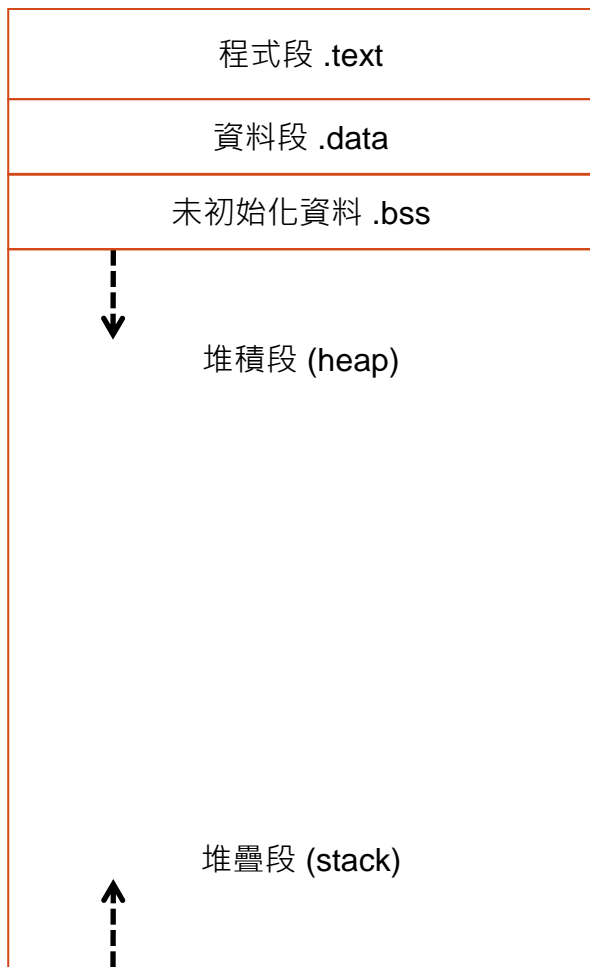 程式段 .text
資料段 .data
未初始化資料 .bss
堆積段 (heap)
堆疊段 (stack)